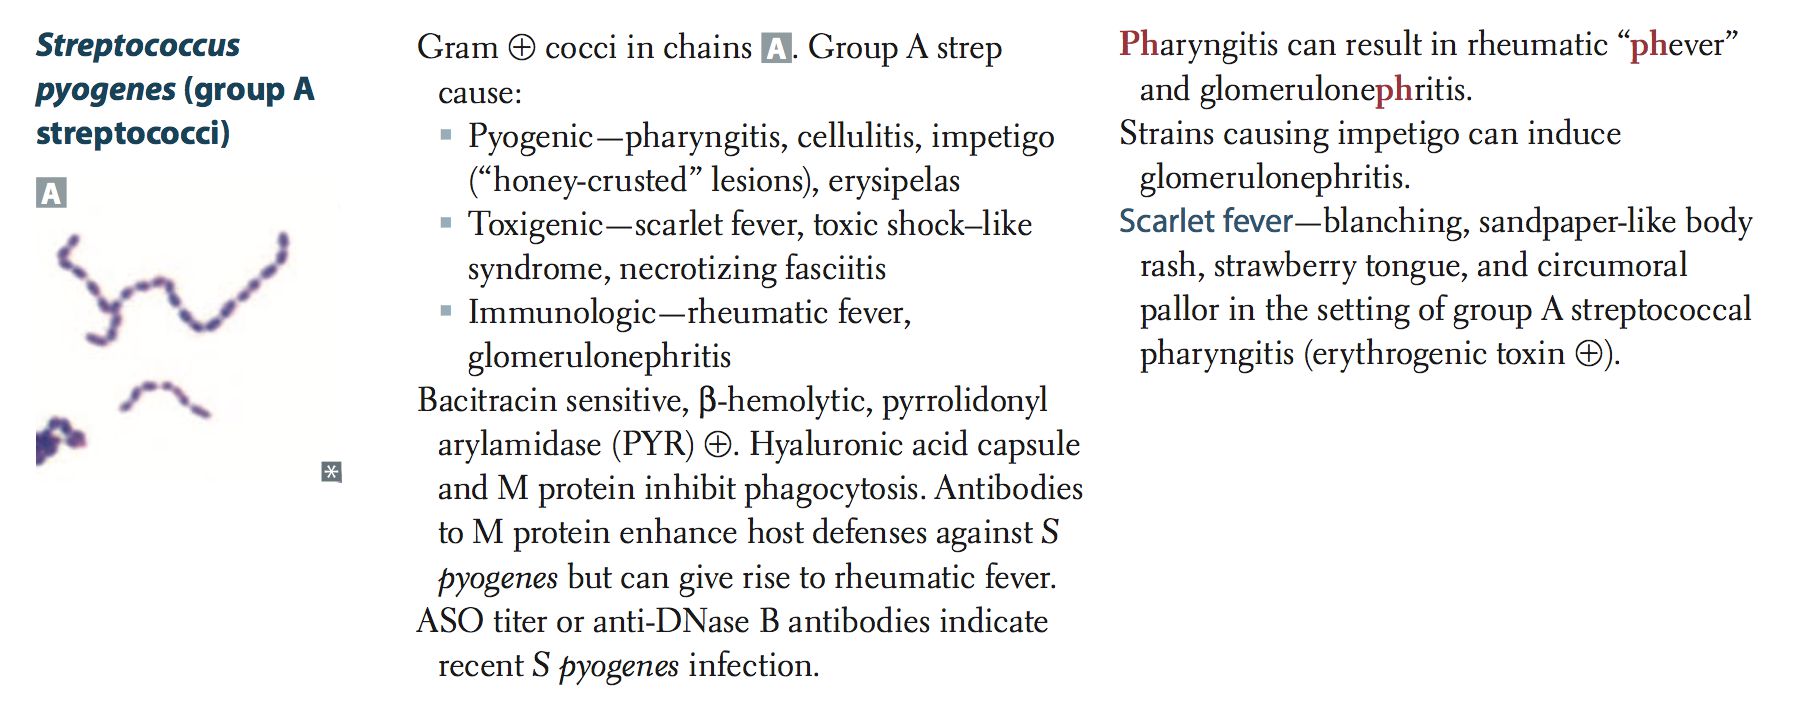 Streptococcus
pyogenes (group A
streptococci)
A
*
Gram ⊕ cocci in chains A. Group A strep
cause:
▪ Pyogenic—pharyngitis, cellulitis, impetigo
(“honey-crusted” lesions), erysipelas
▪ Toxigenic—scarlet fever, toxic shock–like
syndrome, necrotizing fasciitis
▪ Immunologic—rheumatic fever,
glomerulonephritis
Bacitracin sensitive, β-hemolytic, pyrrolidonyl
arylamidase (PYR) ⊕. Hyaluronic acid capsule
and M protein inhibit phagocytosis. Antibodies
to M protein enhance host defenses against S
pyogenes but can give rise to rheumatic fever.
ASO titer or anti-DNase B antibodies indicate
recent S pyogenes infection.
Pharyngitis can result in rheumatic “phever”
and glomerulonephritis.
Strains causing impetigo can induce
glomerulonephritis.
Scarlet fever—blanching, sandpaper-like body
rash, strawberry tongue, and circumoral
pallor in the setting of group A streptococcal
pharyngitis (erythrogenic toxin ⊕).